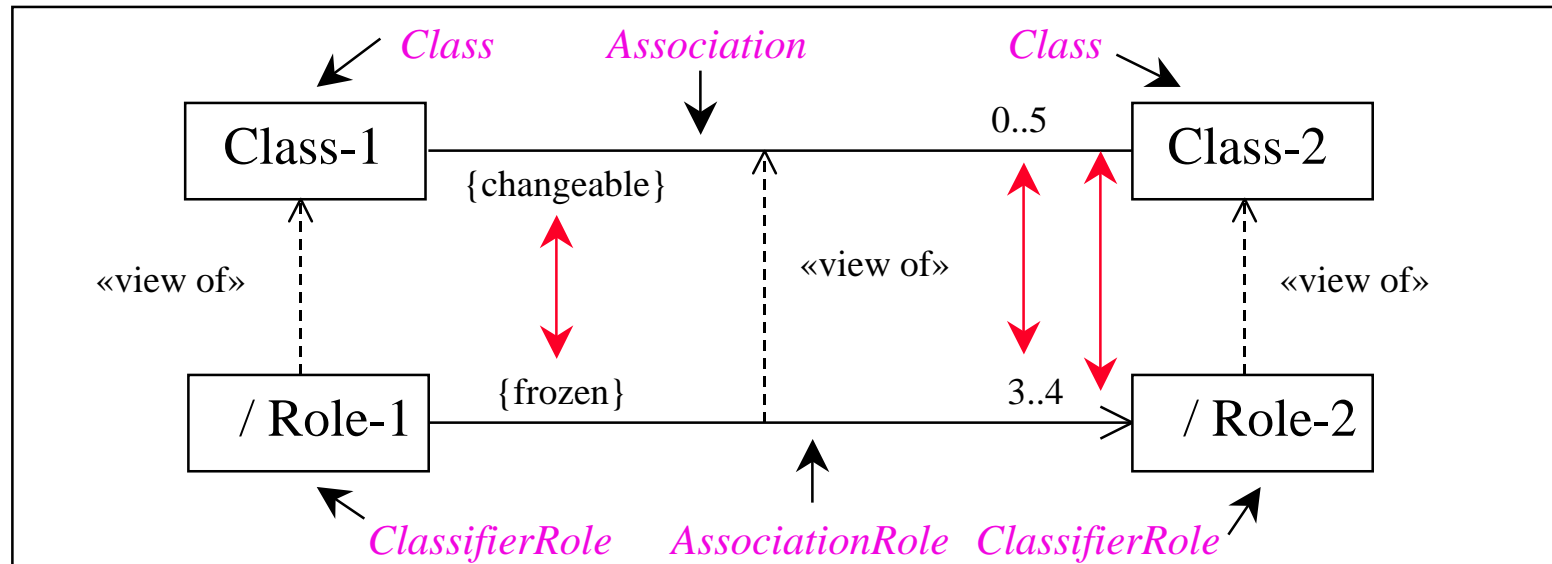 Class Association Class
0..5
Class-1 Class-2
{changeable}
«view of» «view of» «view of»
{frozen} 3..4
/ Role-1 / Role-2
ClassifierRole AssociationRole ClassifierRole